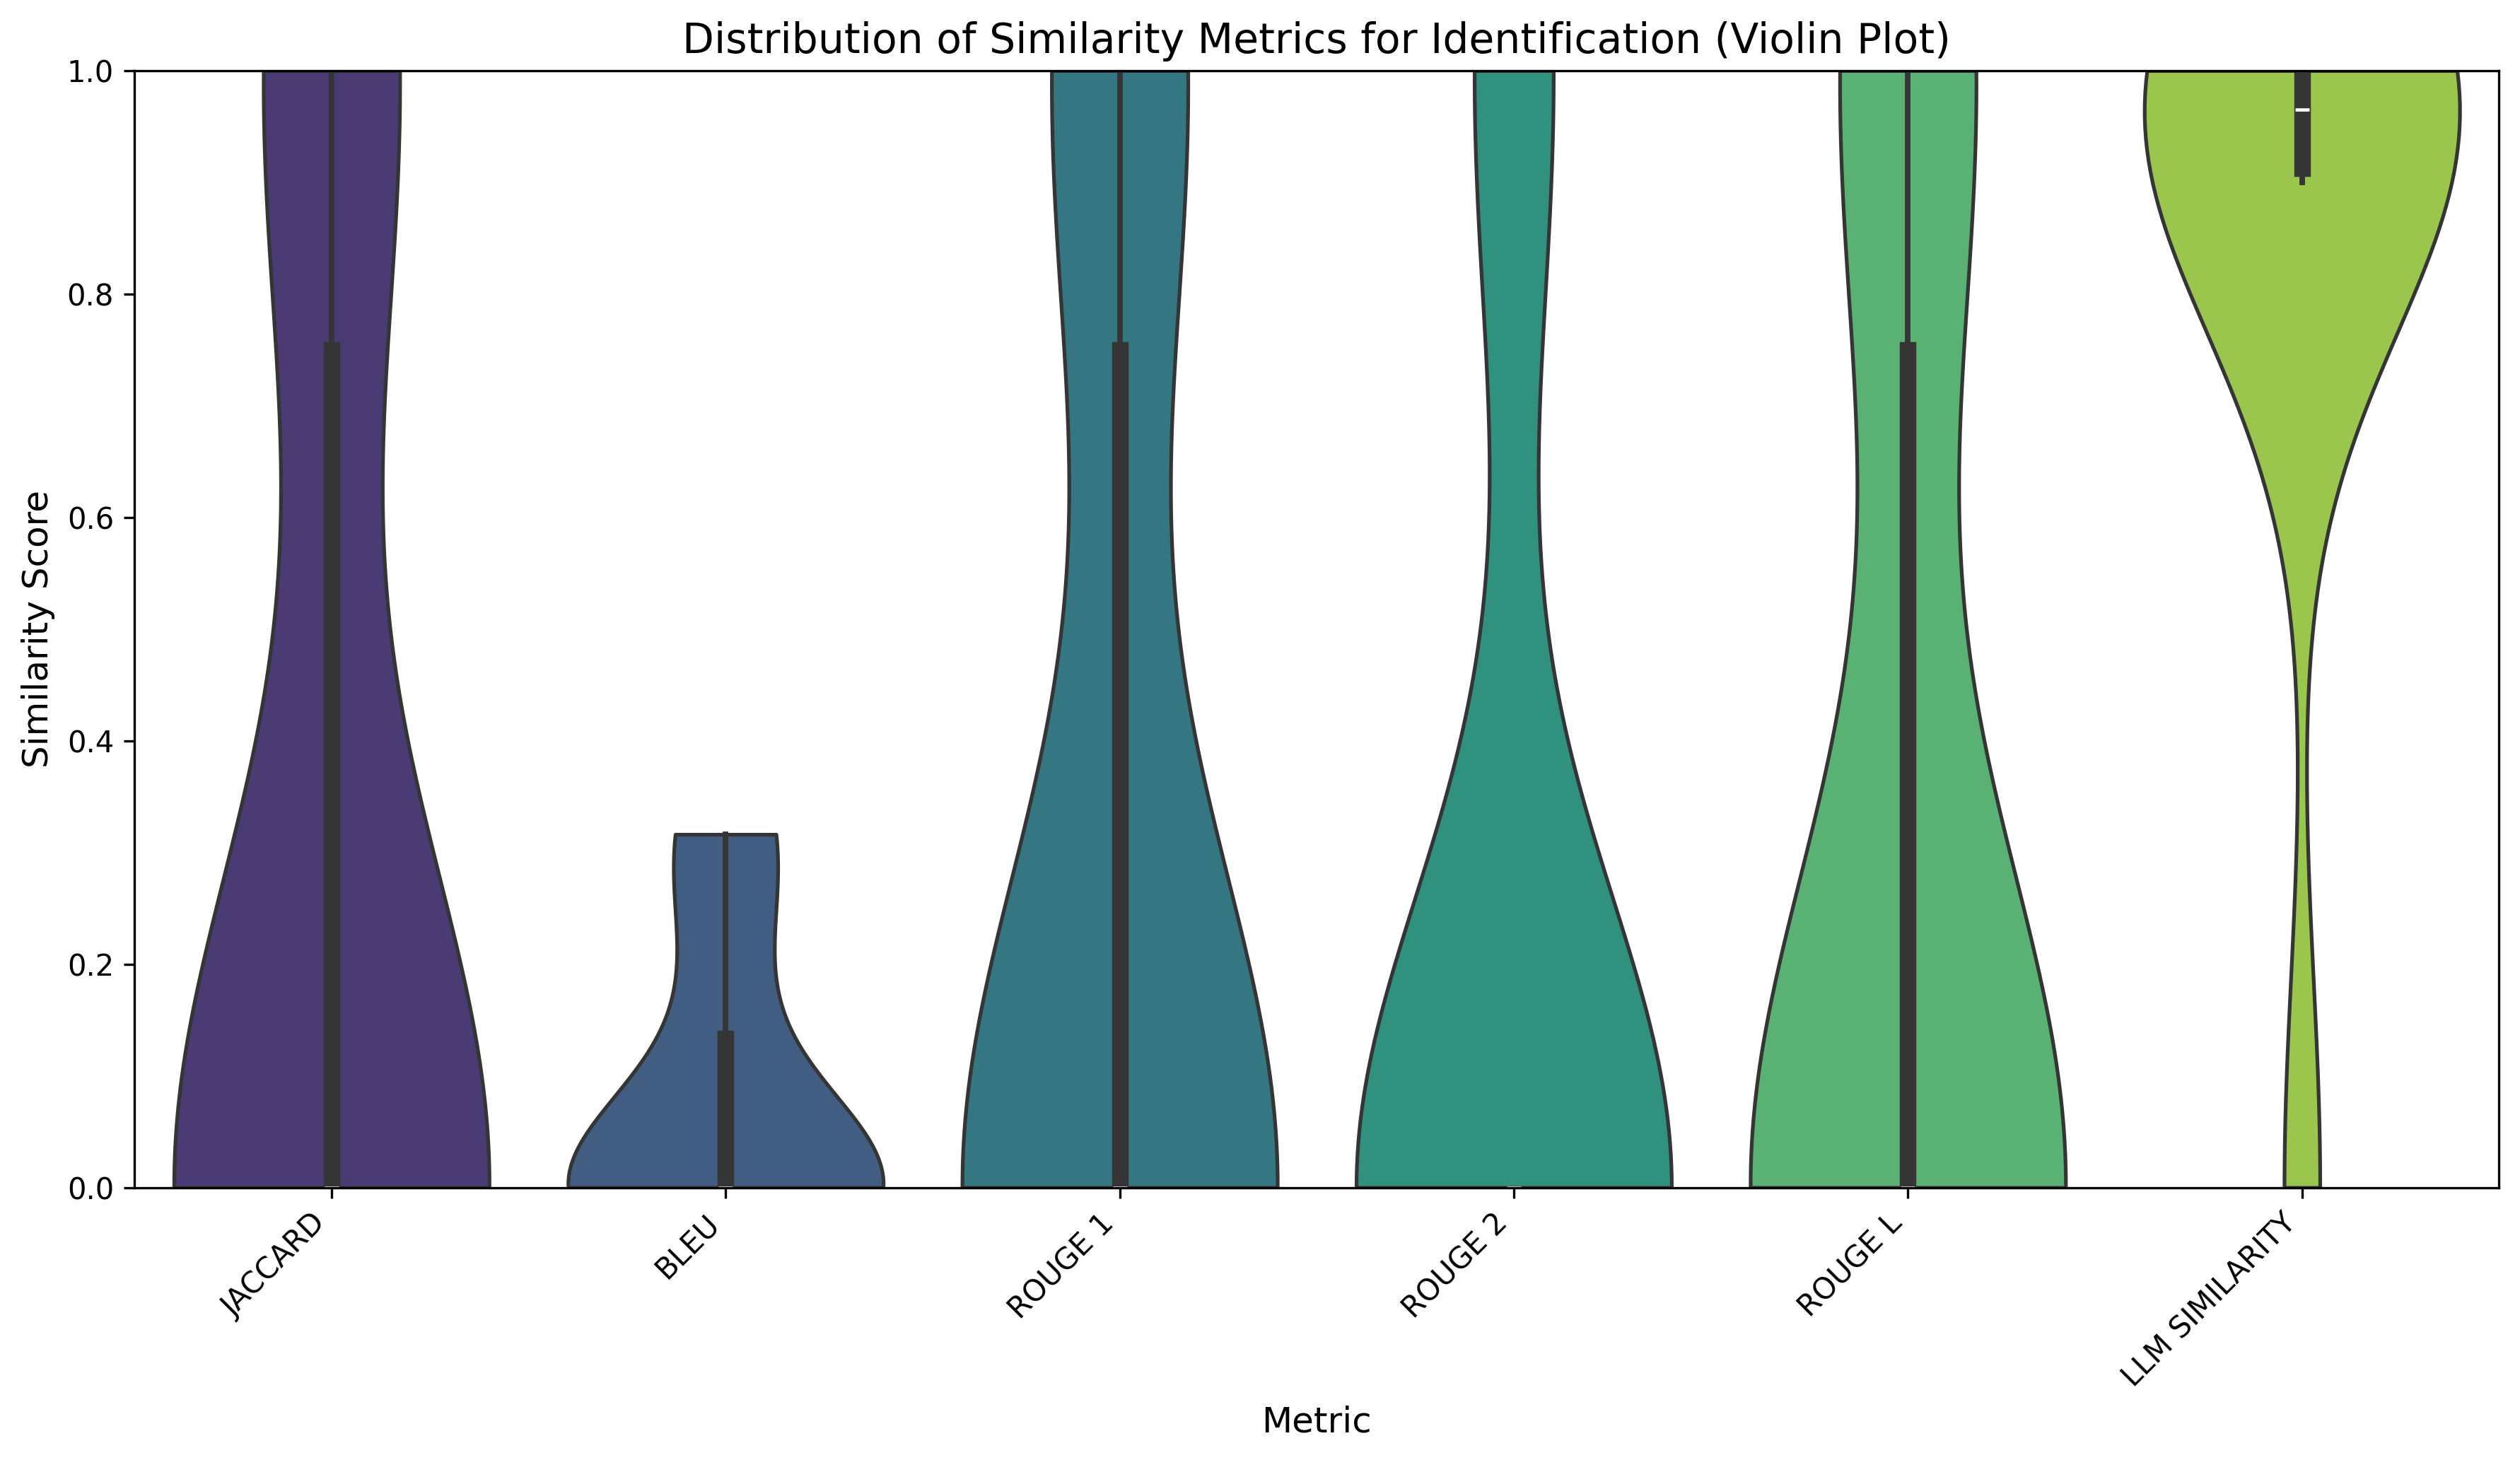 Distribution of Similarity Metrics for Identification (Violin Plot)
1.0
0.8
0.6
0.4
0.2
0.0
Similarity Score
JACCARD
BLEU
ROUGE 1
ROUGE 2
ROUGE L
LLM SIMILARITY
Metric